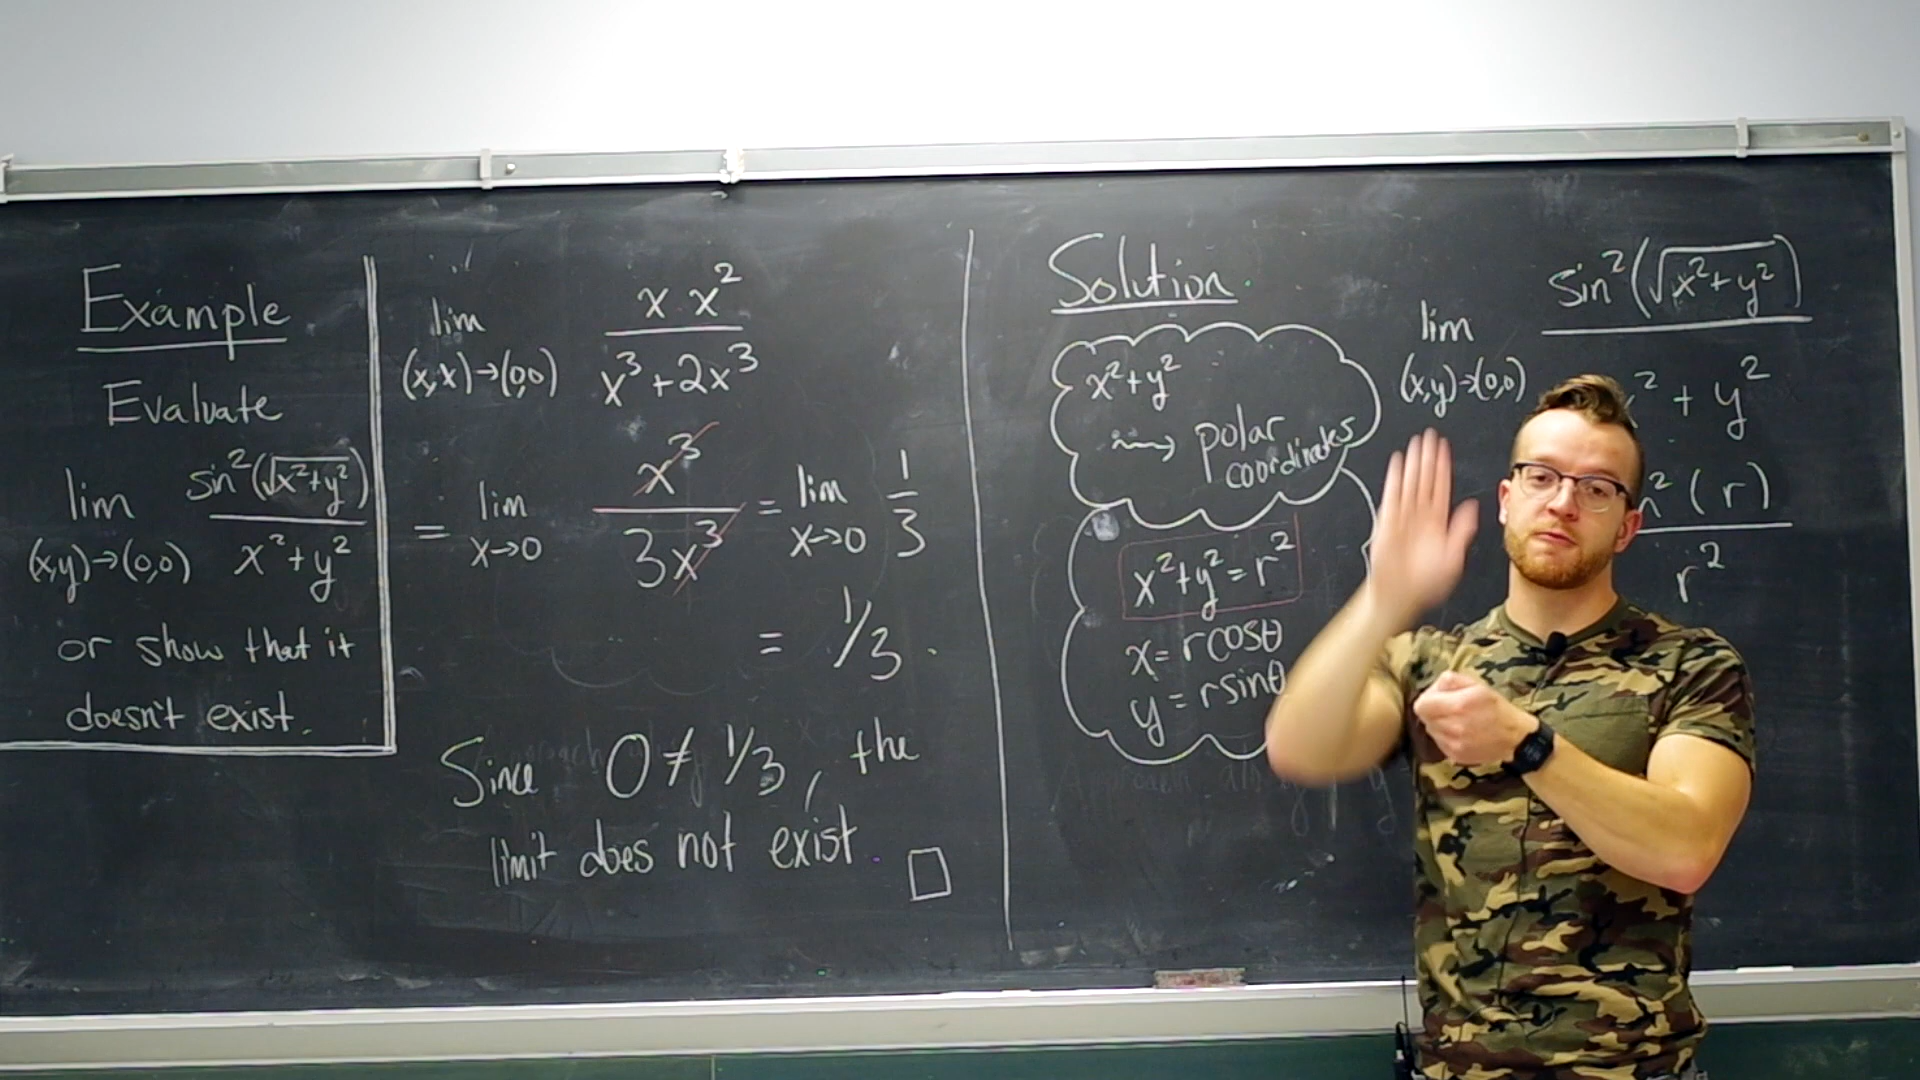 Example
Evaluate
lim (x,y)→(0,0) sin²(√x²+y²) / x²+y²
or show that it
doesn't exist.
lim (x,x)→(0,0) x·x² / x³+2x³
= lim x→0 x³ / 3x³ = lim x→0 1/3
= 1/3.
Since 0 ≠ 1/3, the
limit does not exist. □
Solution
x²+y²
⇝ polar
coordinates
x²+y²=r²
x=rcosθ
y=rsinθ
lim (x,y)→(0,0) sin²(√x²+y²) / ² + y²
² (r) / r²